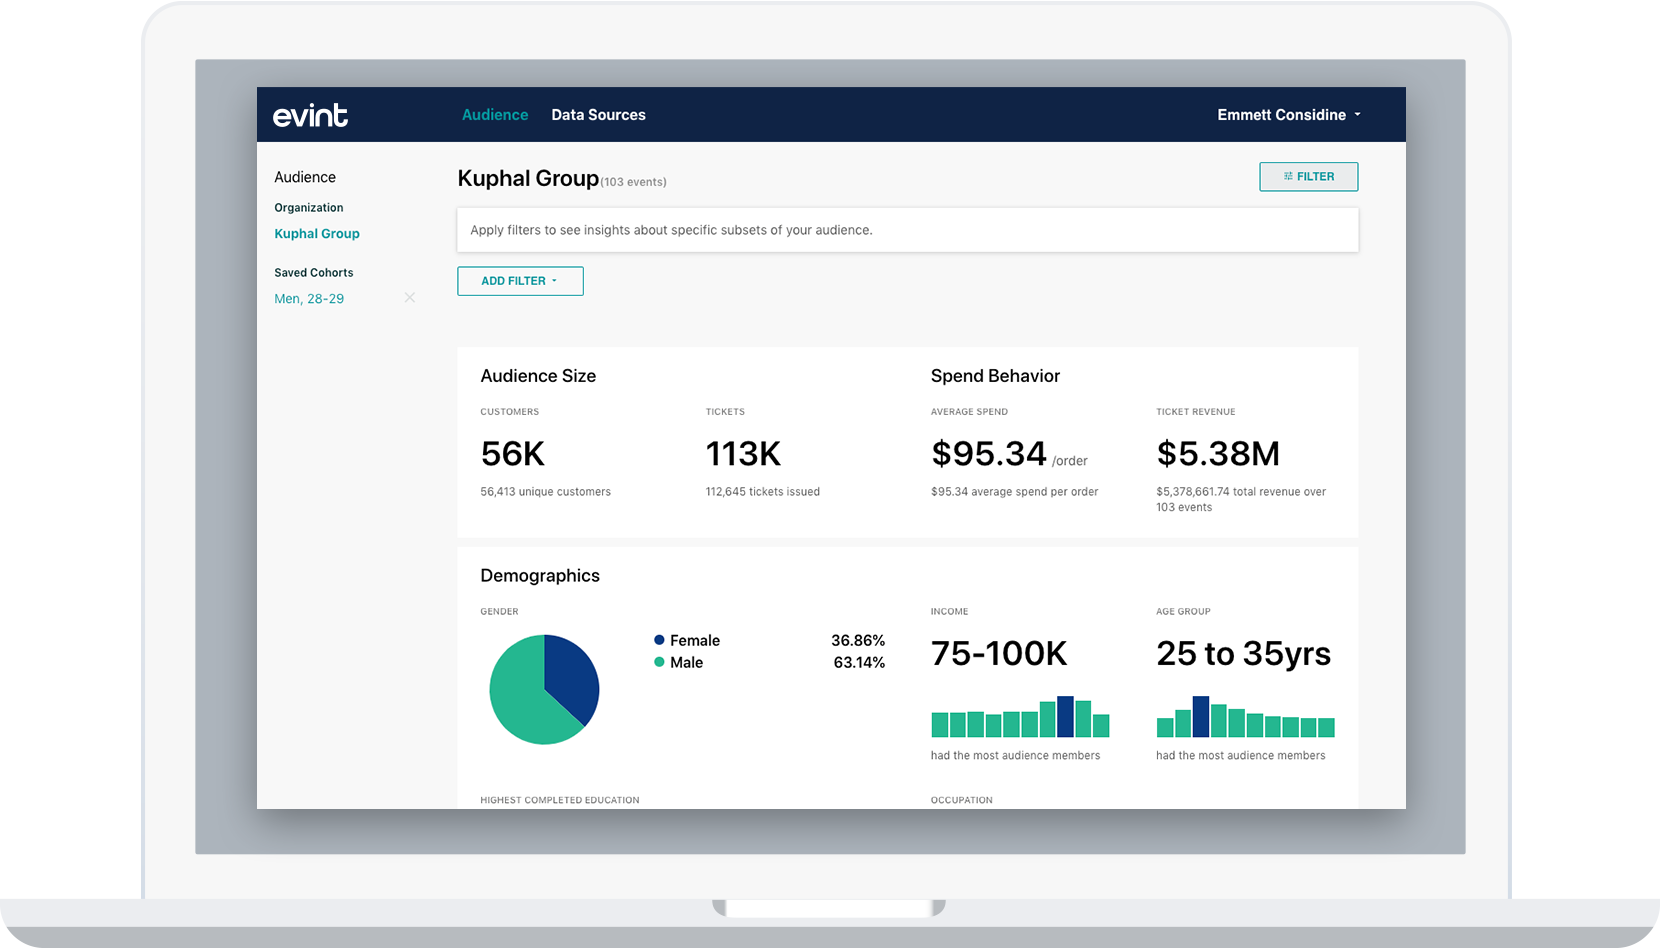 evint
Audience
Data Sources
Emmett Considine
Audience
Organization
Kuphal Group
Saved Cohorts
Men, 28-29
Kuphal Group (103 events)
FILTER
Apply filters to see insights about specific subsets of your audience.
ADD FILTER
Audience Size
CUSTOMERS
56K
56,413 unique customers
TICKETS
113K
112,645 tickets issued
Spend Behavior
AVERAGE SPEND
$95.34 /order
$95.34 average spend per order
TICKET REVENUE
$5.38M
$5,378,661.74 total revenue over
103 events
Demographics
GENDER
Female 36.86%
Male 63.14%
INCOME
75-100K
had the most audience members
AGE GROUP
25 to 35yrs
had the most audience members
HIGHEST COMPLETED EDUCATION
OCCUPATION